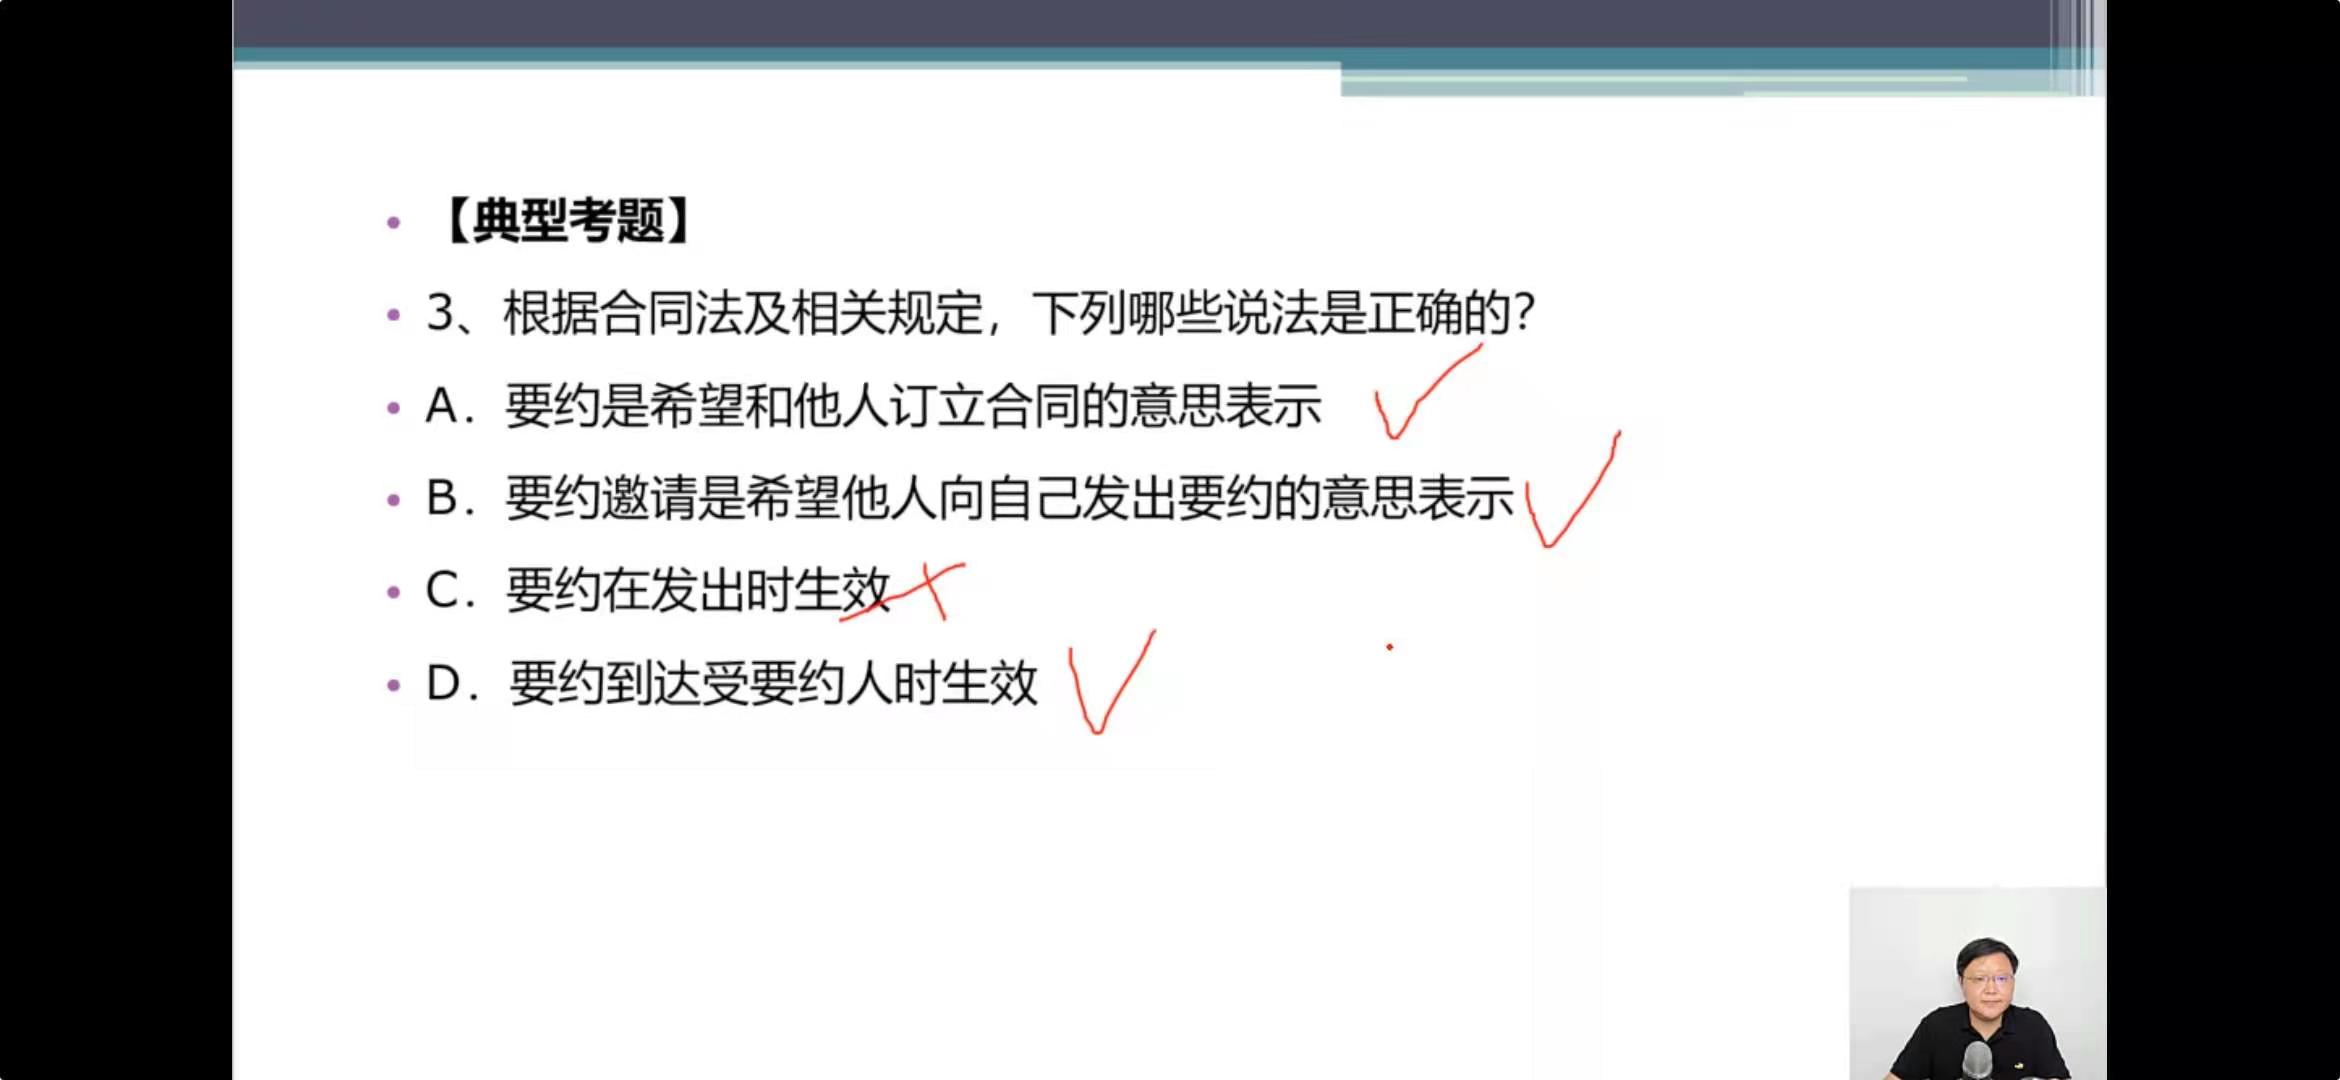 【典型考题】
3、根据合同法及相关规定，下列哪些说法是正确的?
A．要约是希望和他人订立合同的意思表示
B．要约邀请是希望他人向自己发出要约的意思表示
C．要约在发出时生效
D．要约到达受要约人时生效